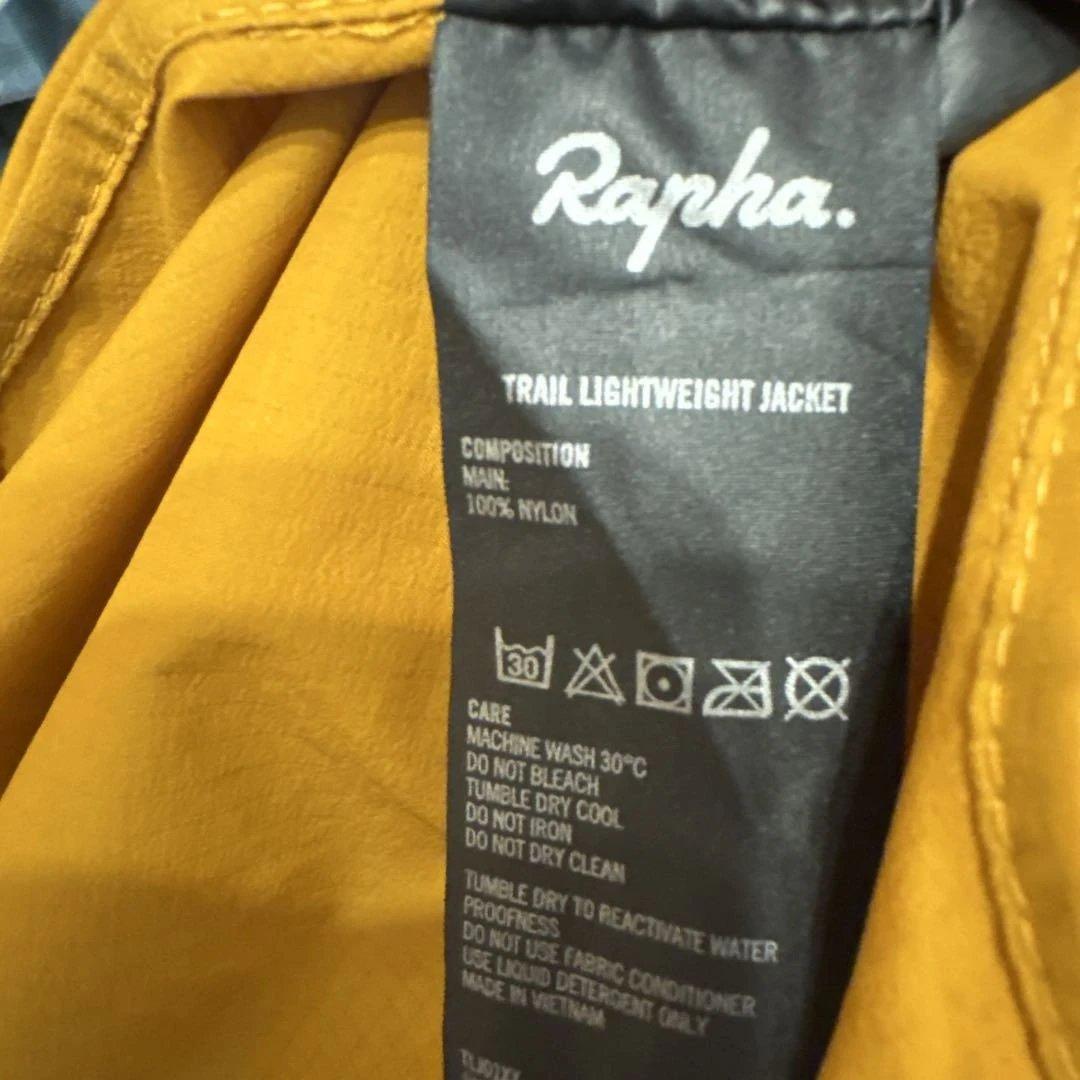 Rapha.
TRAIL LIGHTWEIGHT JACKET
COMPOSITION
MAIN:
100% NYLON
30
CARE
MACHINE WASH 30°C
DO NOT BLEACH
TUMBLE DRY COOL
DO NOT IRON
DO NOT DRY CLEAN
TUMBLE DRY TO REACTIVATE WATER
PROOFNESS
DO NOT USE FABRIC CONDITIONER
USE LIQUID DETERGENT ONLY
MADE IN VIETNAM
TLJ01XX